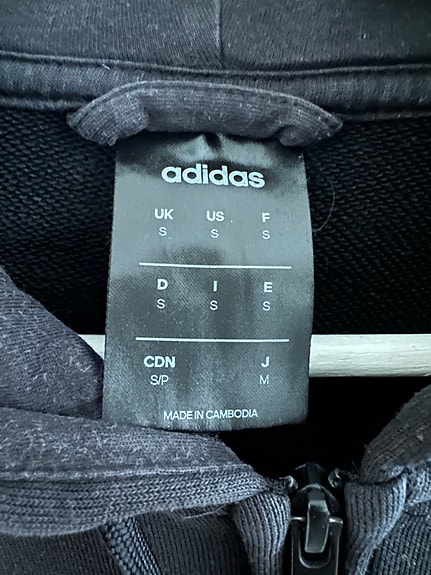 adidas
UK US F
S S S
D I E
S S S
CDN J
S/P M
MADE IN CAMBODIA